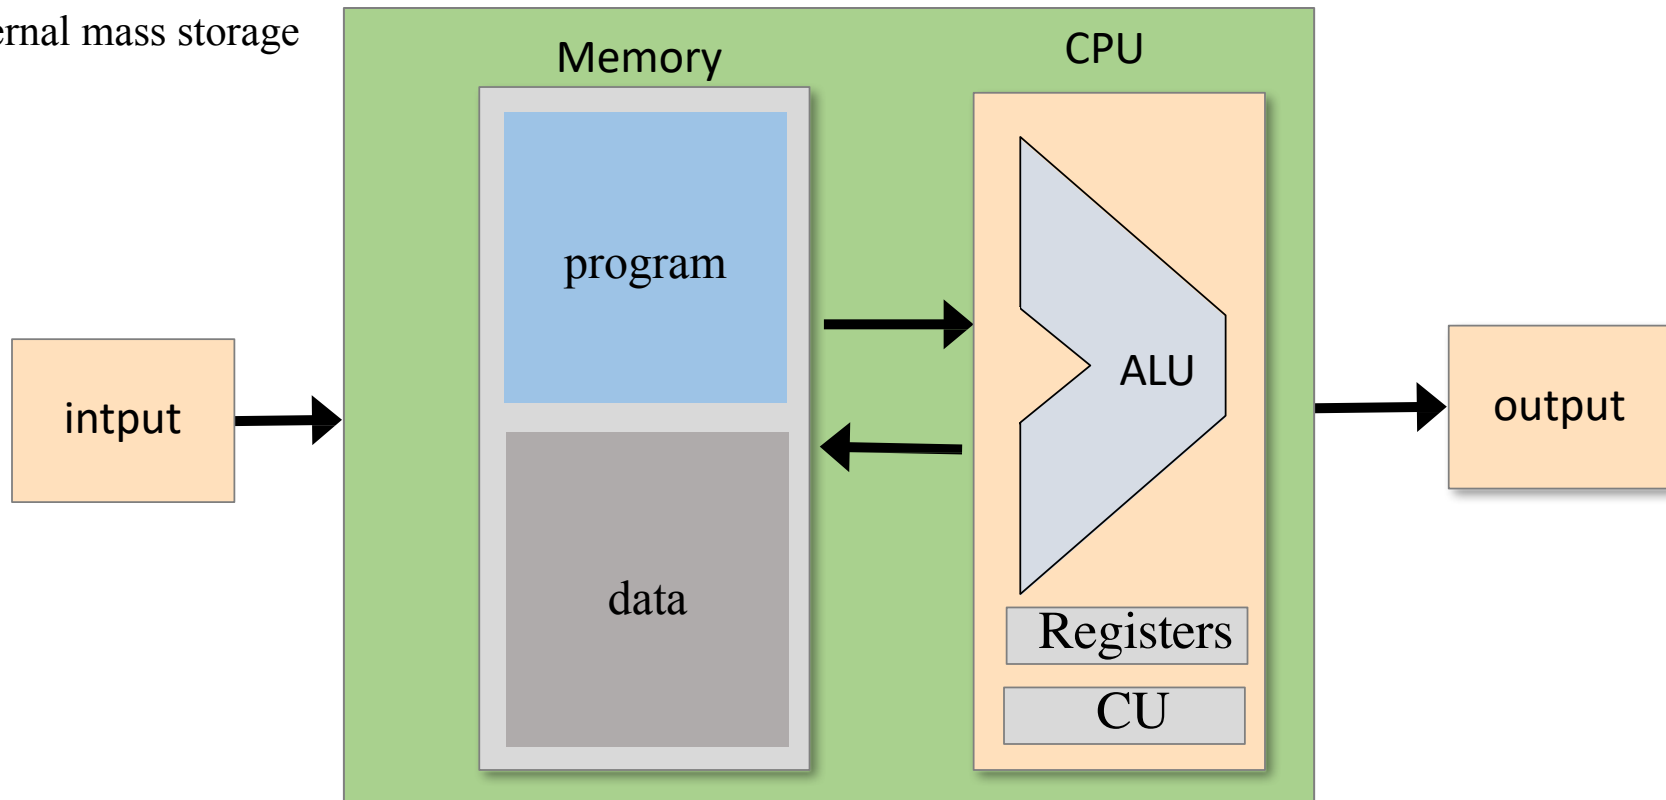 ernal mass storage
Memory
CPU
program
ALU
intput
output
data
Registers
CU